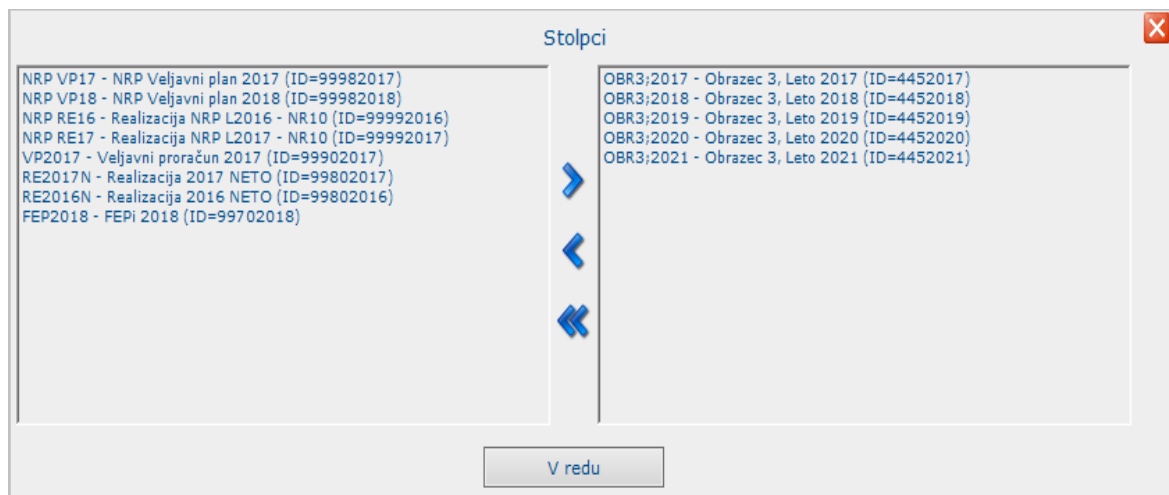 Stolpci
NRP VP17 - NRP Veljavni plan 2017 (ID=99982017)
NRP VP18 - NRP Veljavni plan 2018 (ID=99982018)
NRP RE16 - Realizacija NRP L2016 - NR10 (ID=99992016)
NRP RE17 - Realizacija NRP L2017 - NR10 (ID=99992017)
VP2017 - Veljavni proračun 2017 (ID=99902017)
RE2017N - Realizacija 2017 NETO (ID=99802017)
RE2016N - Realizacija 2016 NETO (ID=99802016)
FEP2018 - FEPi 2018 (ID=99702018)
OBR3;2017 - Obrazec 3, Leto 2017 (ID=4452017)
OBR3;2018 - Obrazec 3, Leto 2018 (ID=4452018)
OBR3;2019 - Obrazec 3, Leto 2019 (ID=4452019)
OBR3;2020 - Obrazec 3, Leto 2020 (ID=4452020)
OBR3;2021 - Obrazec 3, Leto 2021 (ID=4452021)
V redu